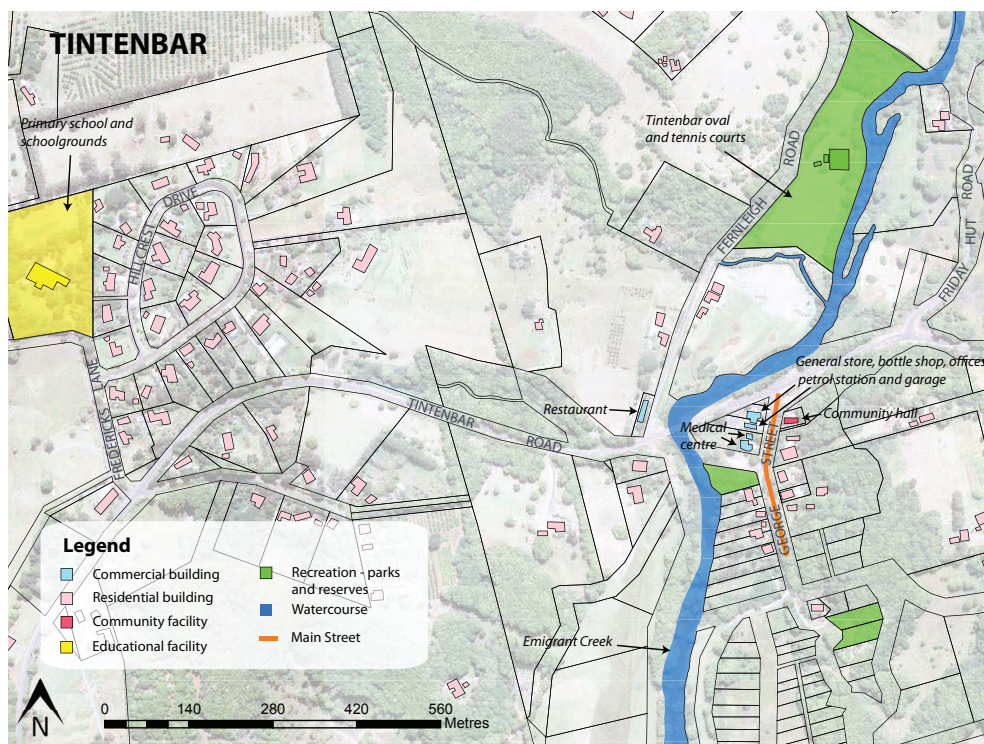 TINTENBAR
Primary school and
schoolgrounds
Tintenbar oval
and tennis courts
ROAD
FERNLEIGH
HUT ROAD
FRIDAY
DRIVE
HILLCREST
General store, bottle shop, offices
petrol station and garage
FREDERICKS LANE
TINTENBAR
ROAD
Restaurant
Community hall
Medical
centre
GEORGE STREET
Emigrant Creek
Legend
Commercial building
Residential building
Community facility
Educational facility
Recreation - parks
and reserves
Watercourse
Main Street
N
0 140 280 420 560
Metres